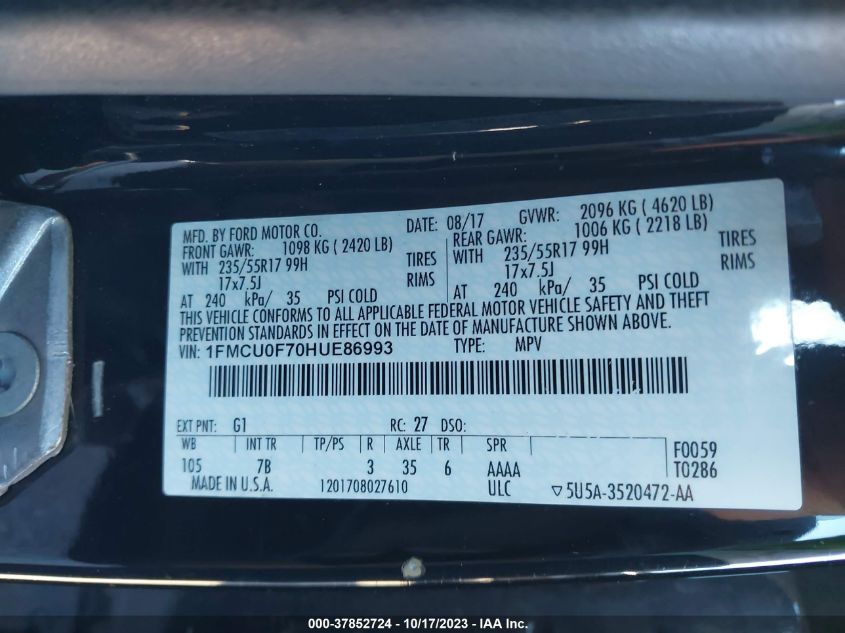 MFD. BY FORD MOTOR CO. DATE: 08/17 GVWR: 2096 KG ( 4620 LB)
FRONT GAWR: 1098 KG ( 2420 LB) REAR GAWR: 1006 KG ( 2218 LB)
WITH 235/55R17 99H TIRES WITH 235/55R17 99H TIRES
17x7.5J RIMS 17x7.5J RIMS
AT 240 kPa/ 35 PSI COLD AT 240 kPa/ 35 PSI COLD
THIS VEHICLE CONFORMS TO ALL APPLICABLE FEDERAL MOTOR VEHICLE SAFETY AND THEFT
PREVENTION STANDARDS IN EFFECT ON THE DATE OF MANUFACTURE SHOWN ABOVE.
VIN: 1FMCU0F70HUE86993 TYPE: MPV
EXT PNT: G1 RC: 27 DSO:
WB INT TR TP/PS R AXLE TR SPR F0059
105 7B 3 35 6 AAAA T0286
MADE IN U.S.A. 1201708027610 ULC ▽5U5A-3520472-AA
000-37852724 - 10/17/2023 - IAA Inc.